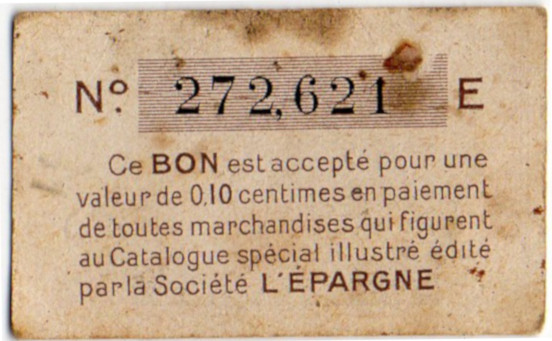 Nº. 272,621 E
Ce BON est accepté pour une
valeur de 0,10 centimes en paiement
de toutes marchandises qui figurent
au Catalogue spécial illustré édité
par la Société L'ÉPARGNE